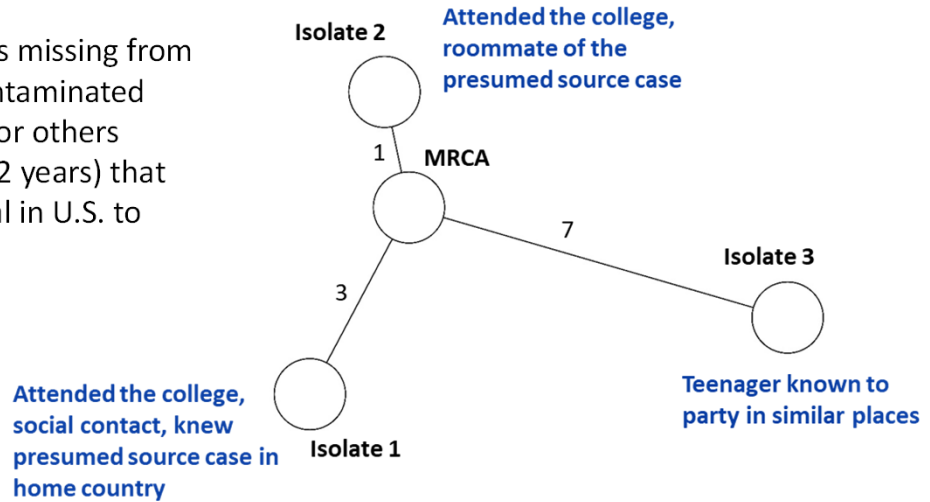 s missing from
ntaminated
or others
2 years) that
al in U.S. to
Isolate 2
Attended the college,
roommate of the
presumed source case
1
MRCA
7
Isolate 3
3
Teenager known to
party in similar places
Attended the college,
social contact, knew
presumed source case in
home country
Isolate 1